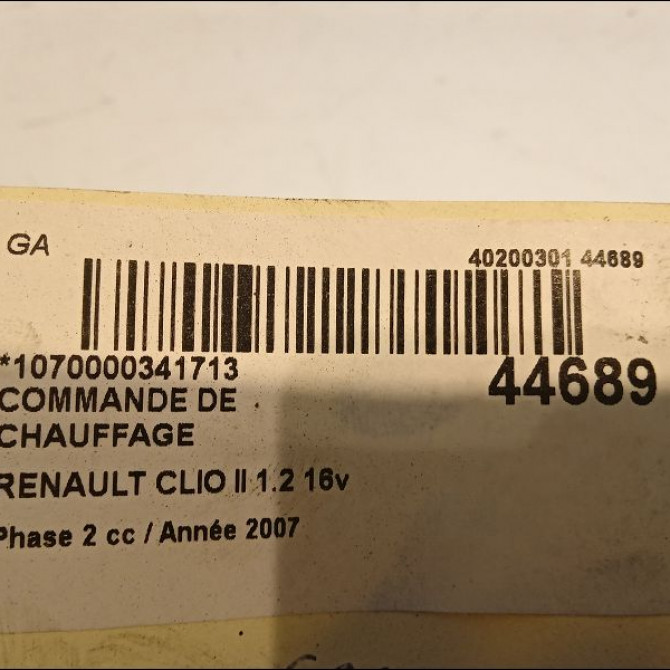 GA
40200301 44689
*1070000341713
44689
COMMANDE DE
CHAUFFAGE
RENAULT CLIO II 1.2 16v
Phase 2 cc / Année 2007